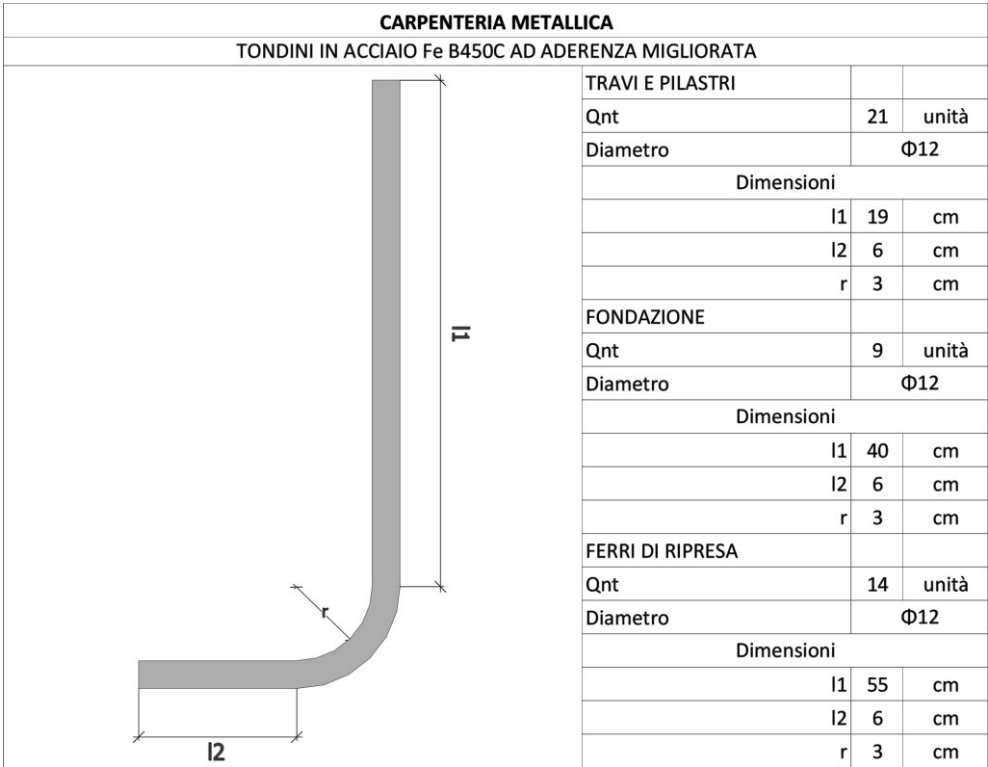 CARPENTERIA METALLICA
TONDINI IN ACCIAIO Fe B450C AD ADERENZA MIGLIORATA
l1
r
l2
TRAVI E PILASTRI
Qnt 21 unità
Diametro Φ12
Dimensioni
l1 19 cm
l2 6 cm
r 3 cm
FONDAZIONE
Qnt 9 unità
Diametro Φ12
Dimensioni
l1 40 cm
l2 6 cm
r 3 cm
FERRI DI RIPRESA
Qnt 14 unità
Diametro Φ12
Dimensioni
l1 55 cm
l2 6 cm
r 3 cm